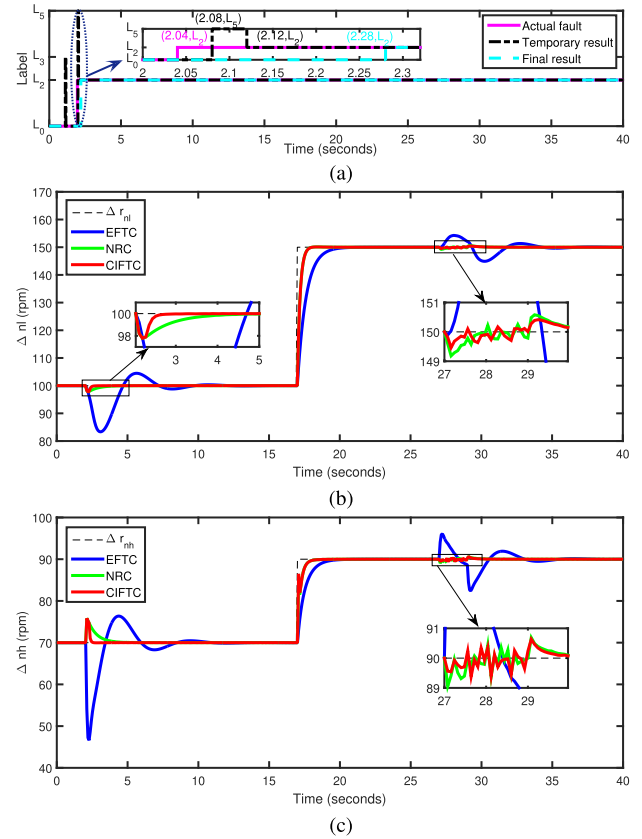 L5
L3
L2
L0
Label
(2.08,L5)
(2.04,L2)
(2.12,L2)
(2.28,L2)
L5
L2
L0
2 2.05 2.1 2.15 2.2 2.25 2.3
Actual fault
Temporary result
Final result
0 5 10 15 20 25 30 35 40
Time (seconds)
(a)
170
160
150
140
130
120
110
100
90
80
Δ nl (rpm)
Δ r_nl
EFTC
NRC
CIFTC
100
98
3 4 5
151
150
149
27 28 29
0 5 10 15 20 25 30 35 40
Time (seconds)
(b)
100
90
80
70
60
50
40
Δ nh (rpm)
Δ r_nh
EFTC
NRC
CIFTC
91
90
89
27 28 29
0 5 10 15 20 25 30 35 40
Time (seconds)
(c)